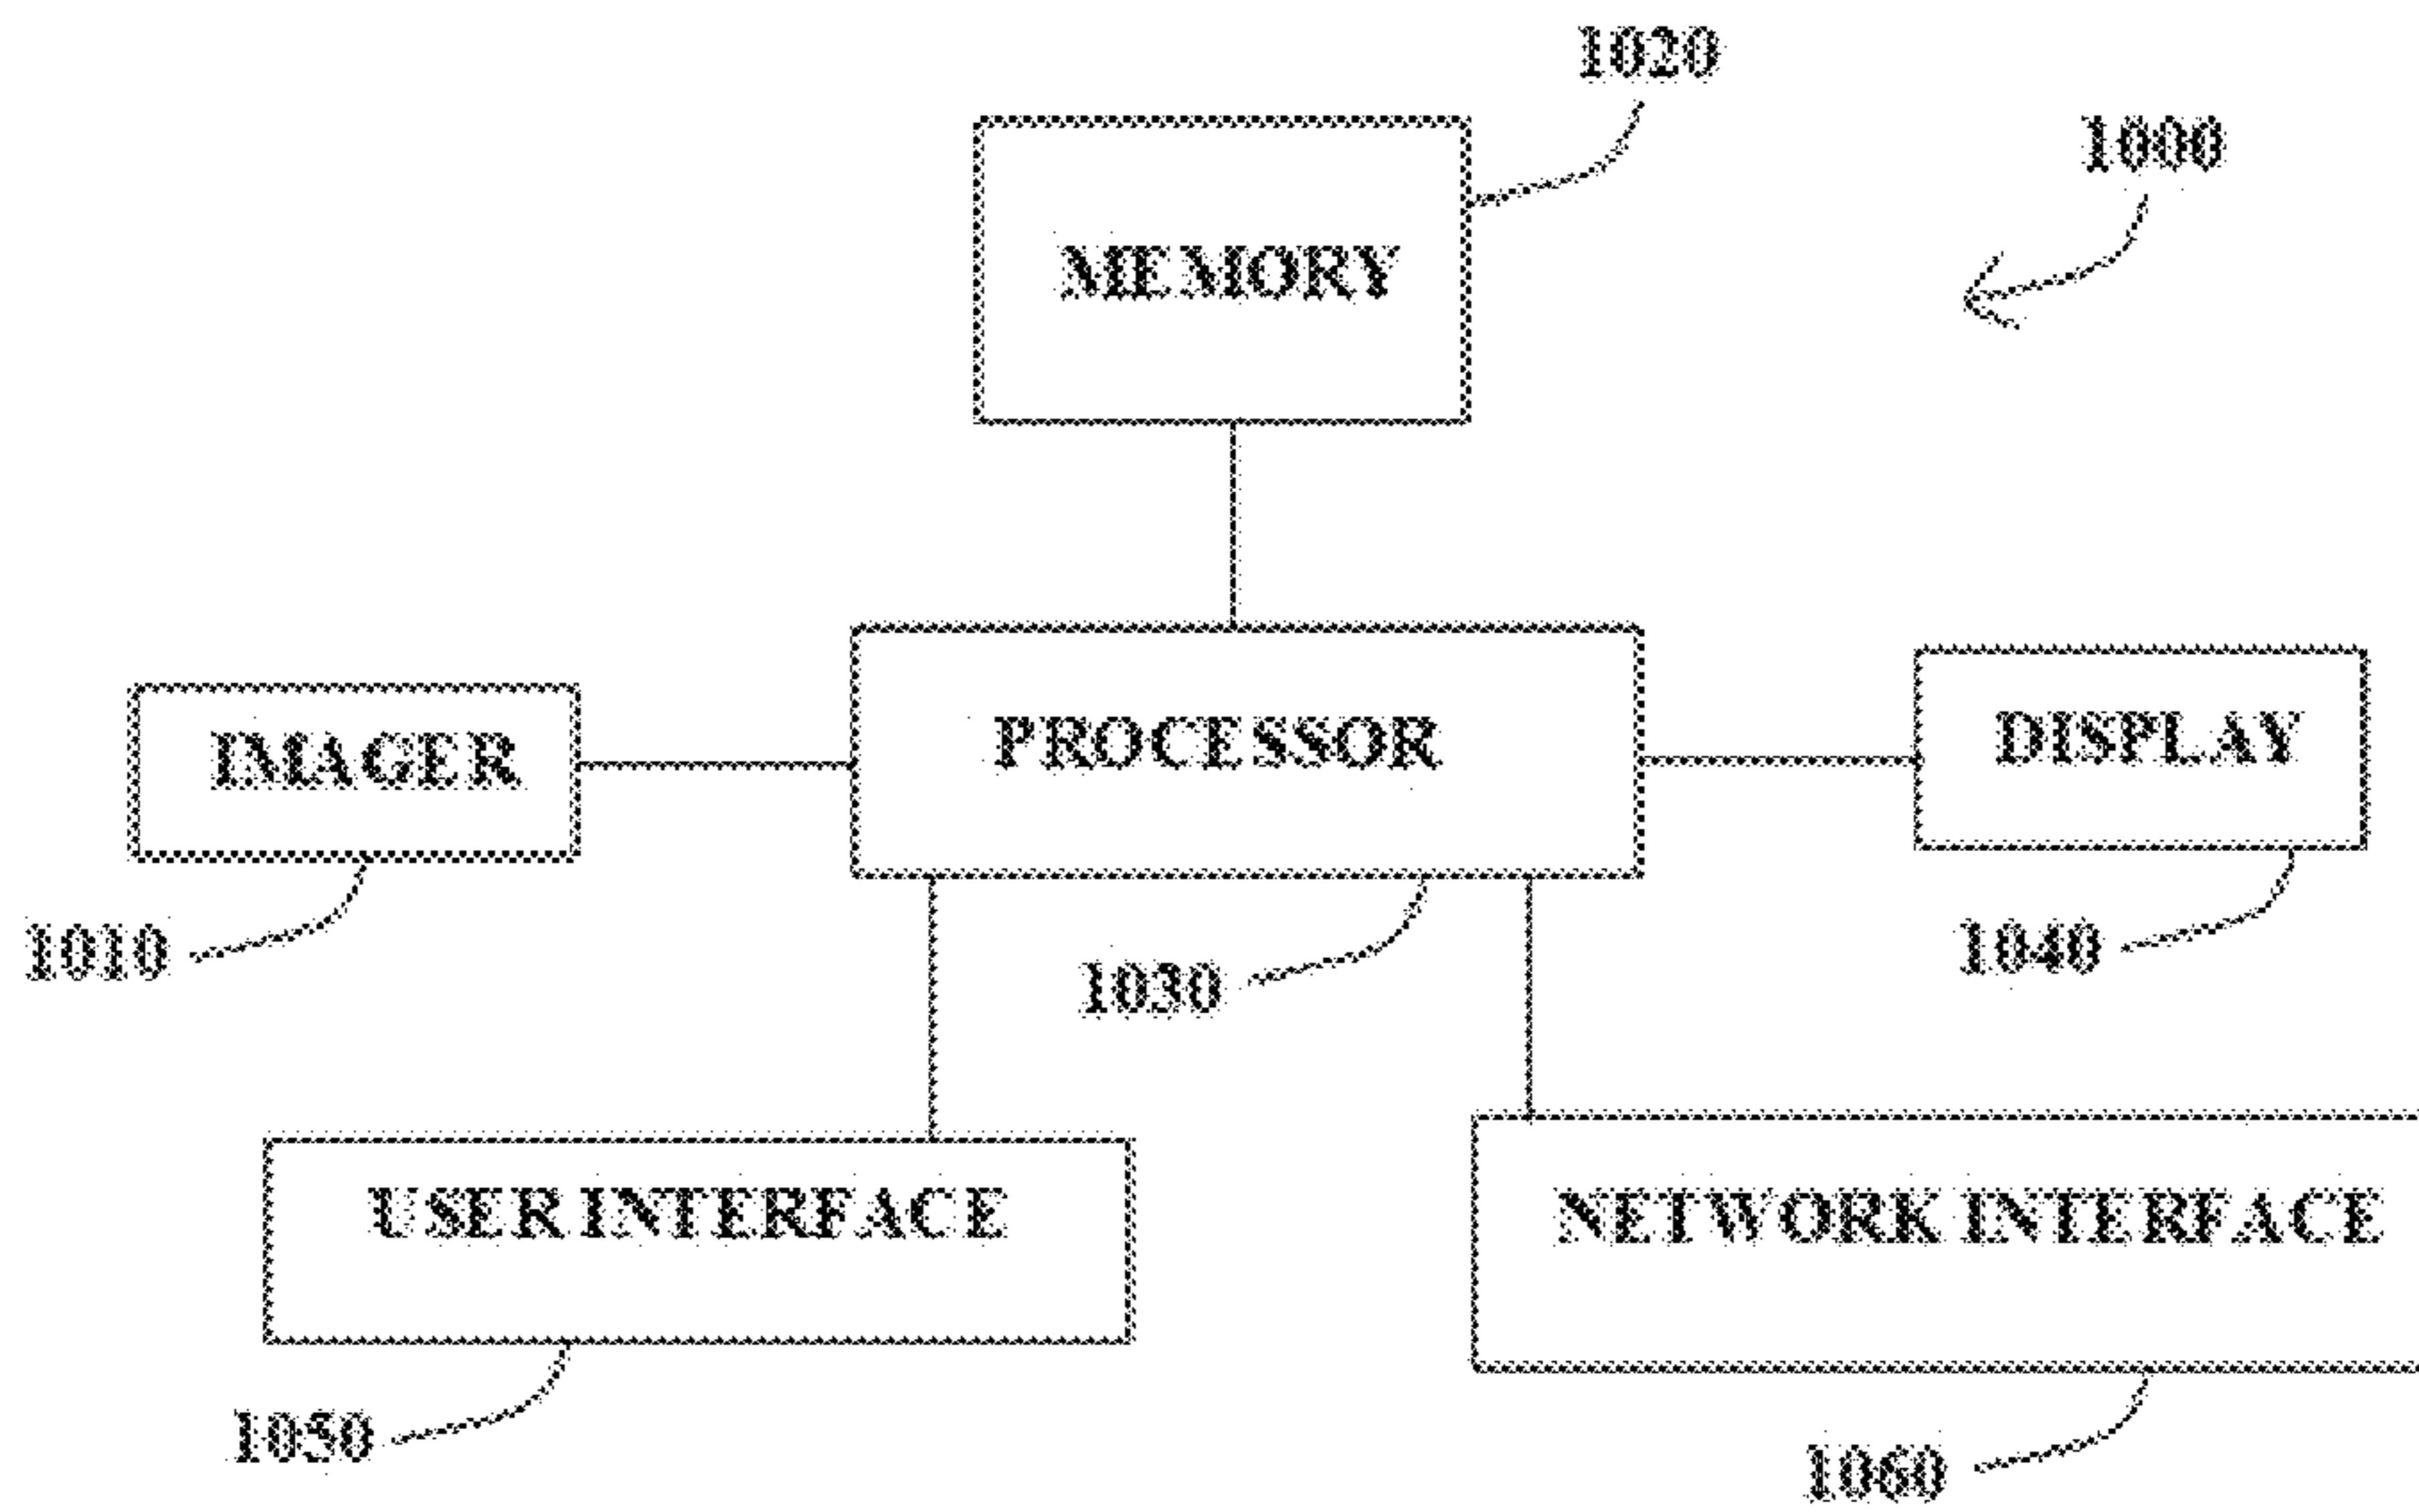 1020
1000
MEMORY
PROCESSOR
DISPLAY
IMAGER
1010
1030
1040
USER INTERFACE
NETWORK INTERFACE
1050
1060